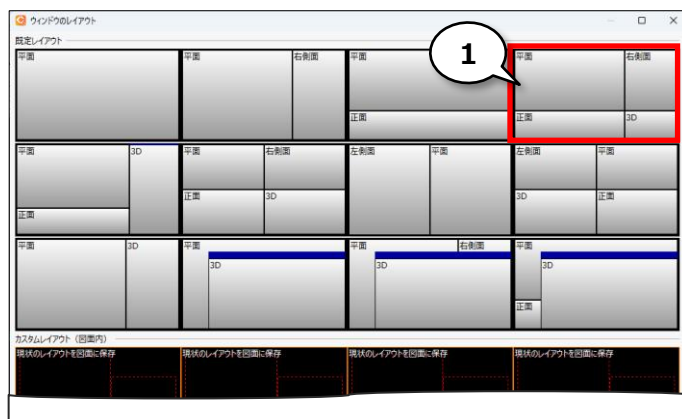 ウィンドウのレイアウト
既定レイアウト
平面
平面 右側面
平面
正面
1
平面 右側面
正面 3D
平面 3D
正面
平面 右側面
正面 3D
左側面 平面
左側面 平面
3D 正面
平面 3D
平面
3D
平面 右側面
3D
平面
3D
正面
カスタムレイアウト（図面内）
現状のレイアウトを図面に保存
現状のレイアウトを図面に保存
現状のレイアウトを図面に保存
現状のレイアウトを図面に保存